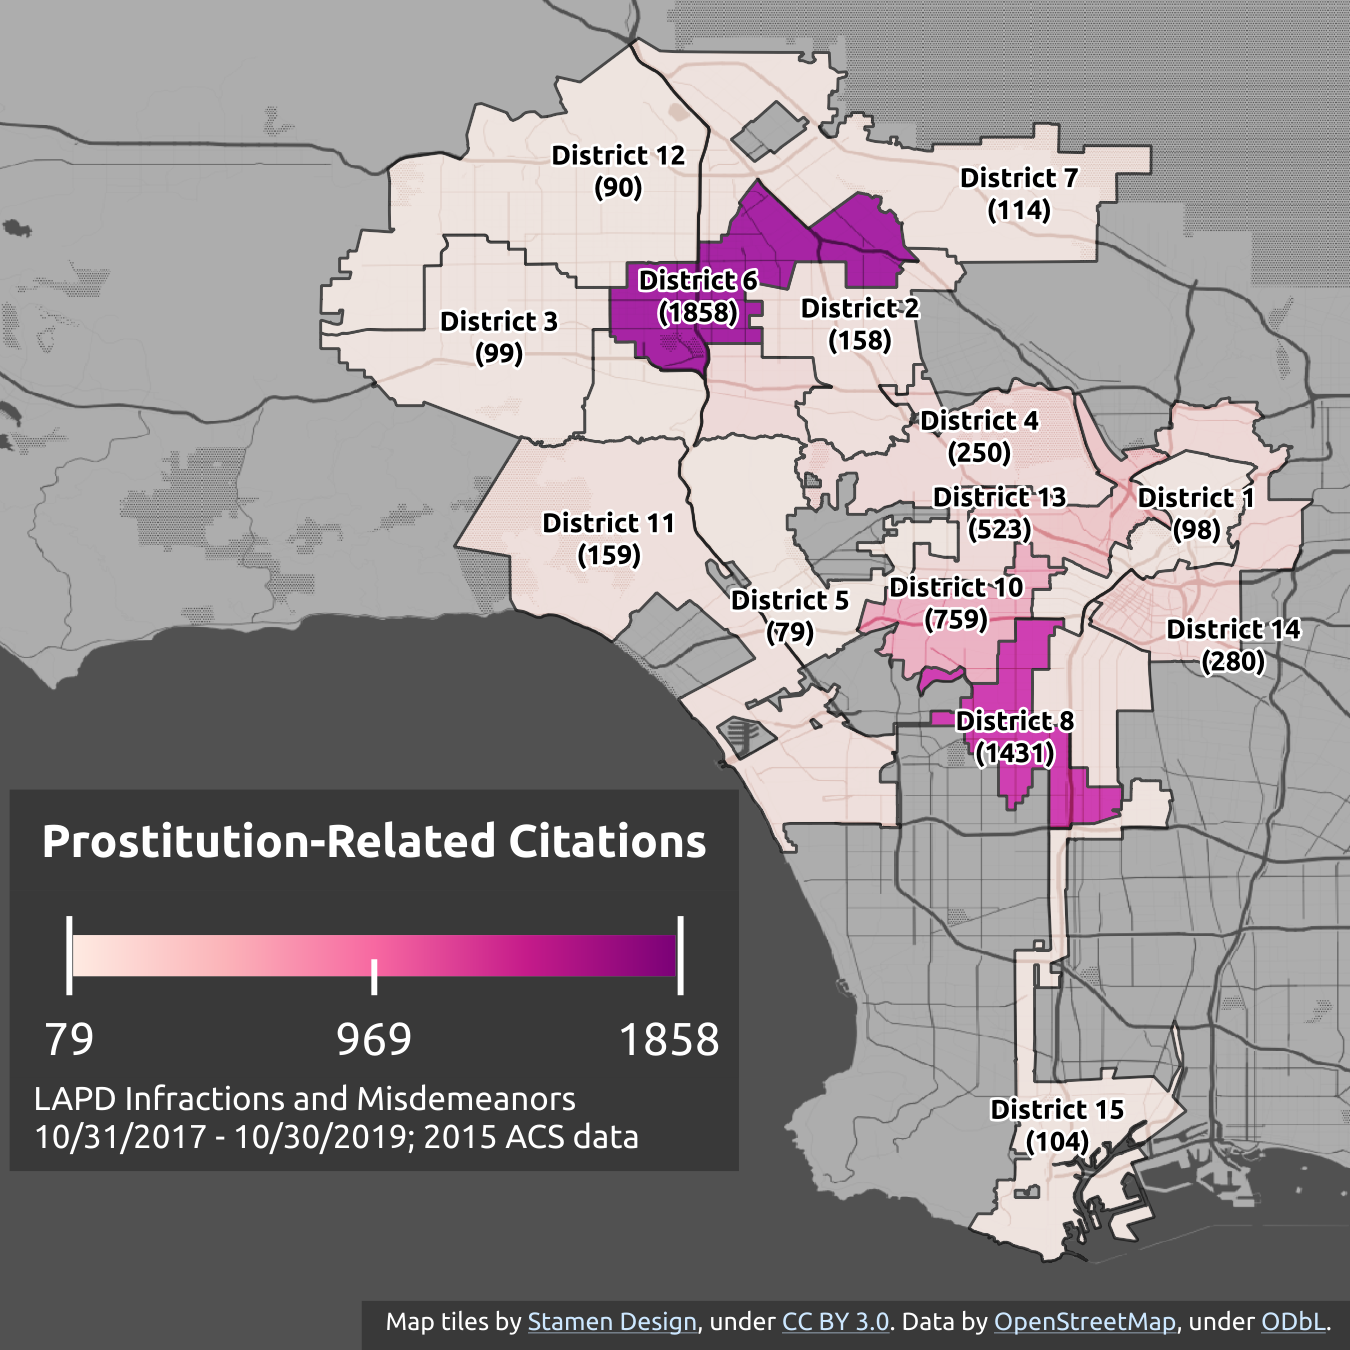 District 12
(90)
District 7
(114)
District 6
(1858)
District 2
(158)
District 3
(99)
District 4
(250)
District 13
(523)
District 1
(98)
District 11
(159)
District 10
(759)
District 5
(79)
District 14
(280)
District 8
(1431)
Prostitution-Related Citations
79 969 1858
LAPD Infractions and Misdemeanors
10/31/2017 - 10/30/2019; 2015 ACS data
District 15
(104)
Map tiles by Stamen Design, under CC BY 3.0. Data by OpenStreetMap, under ODbL.